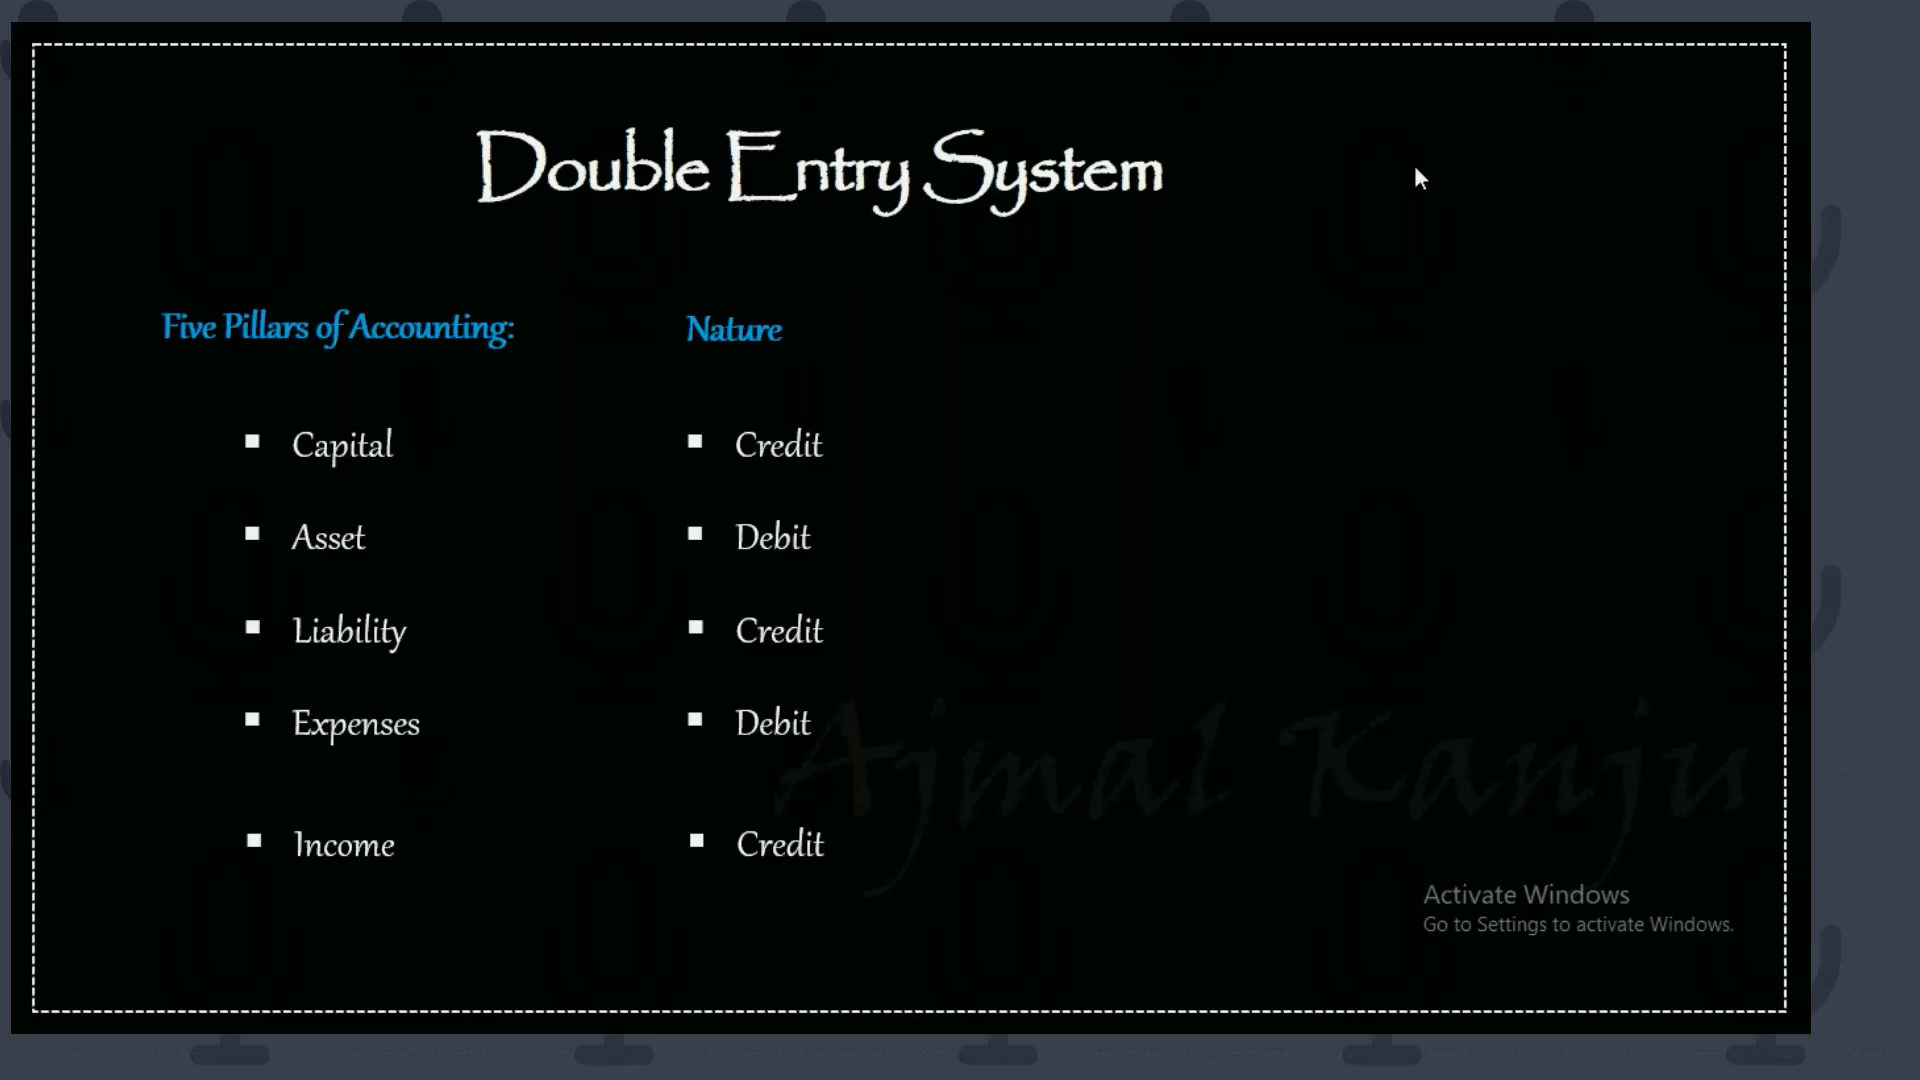 Double Entry System
Five Pillars of Accounting:
Nature
▪ Capital
▪ Credit
▪ Asset
▪ Debit
▪ Liability
▪ Credit
▪ Expenses
▪ Debit
▪ Income
▪ Credit
Ajmal Kanju
Activate Windows
Go to Settings to activate Windows.